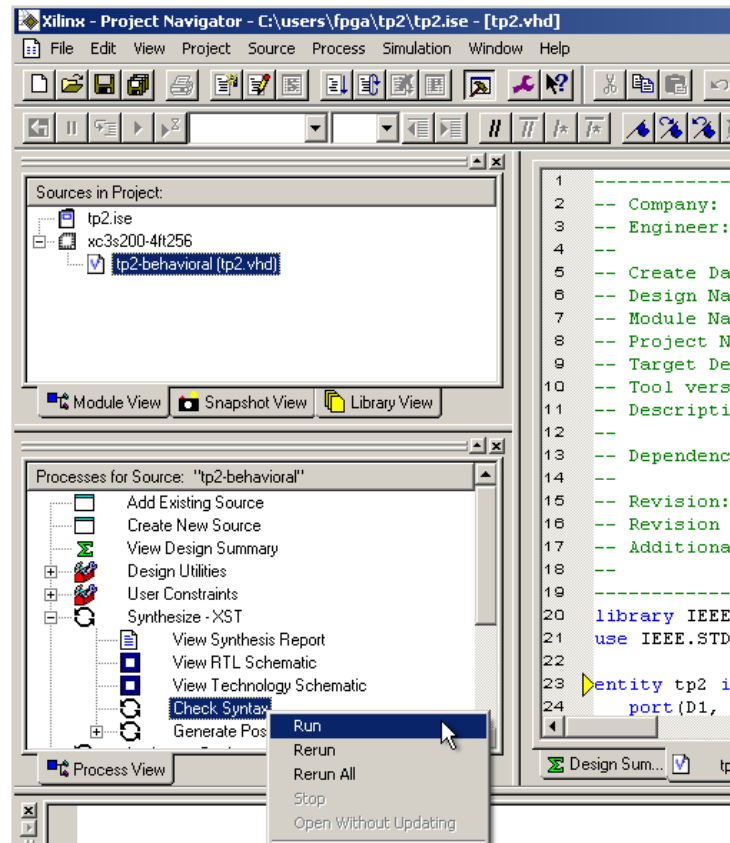 Xilinx - Project Navigator - C:\users\fpga\tp2\tp2.ise - [tp2.vhd]
File Edit View Project Source Process Simulation Window Help
Sources in Project:
tp2.ise
xc3s200-4ft256
tp2-behavioral (tp2.vhd)
Module View Snapshot View Library View
Processes for Source: "tp2-behavioral"
Add Existing Source
Create New Source
View Design Summary
Design Utilities
User Constraints
Synthesize - XST
View Synthesis Report
View RTL Schematic
View Technology Schematic
Check Syntax
Generate Pos
Run
Rerun
Rerun All
Stop
Open Without Updating
Process View
1 ------------
2 -- Company:
3 -- Engineer:
4 --
5 -- Create Da
6 -- Design Na
7 -- Module Na
8 -- Project N
9 -- Target De
10 -- Tool vers
11 -- Descripti
12 --
13 -- Dependenc
14 --
15 -- Revision:
16 -- Revision
17 -- Additiona
18 --
19 ------------
20 library IEEE
21 use IEEE.STD
22
23 entity tp2 i
24 port(D1,
Design Sum... tp